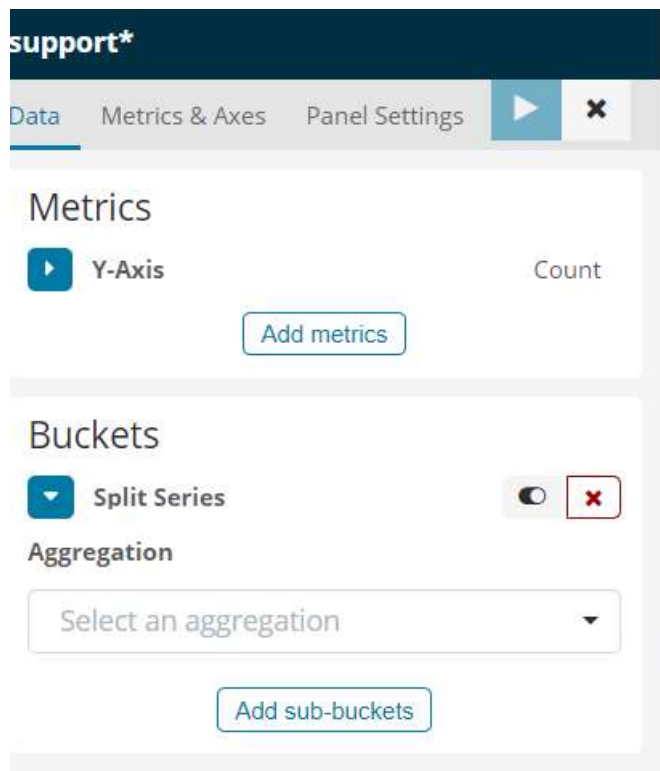 support*
Data Metrics & Axes Panel Settings
Metrics
Y-Axis Count
Add metrics
Buckets
Split Series
Aggregation
Select an aggregation
Add sub-buckets